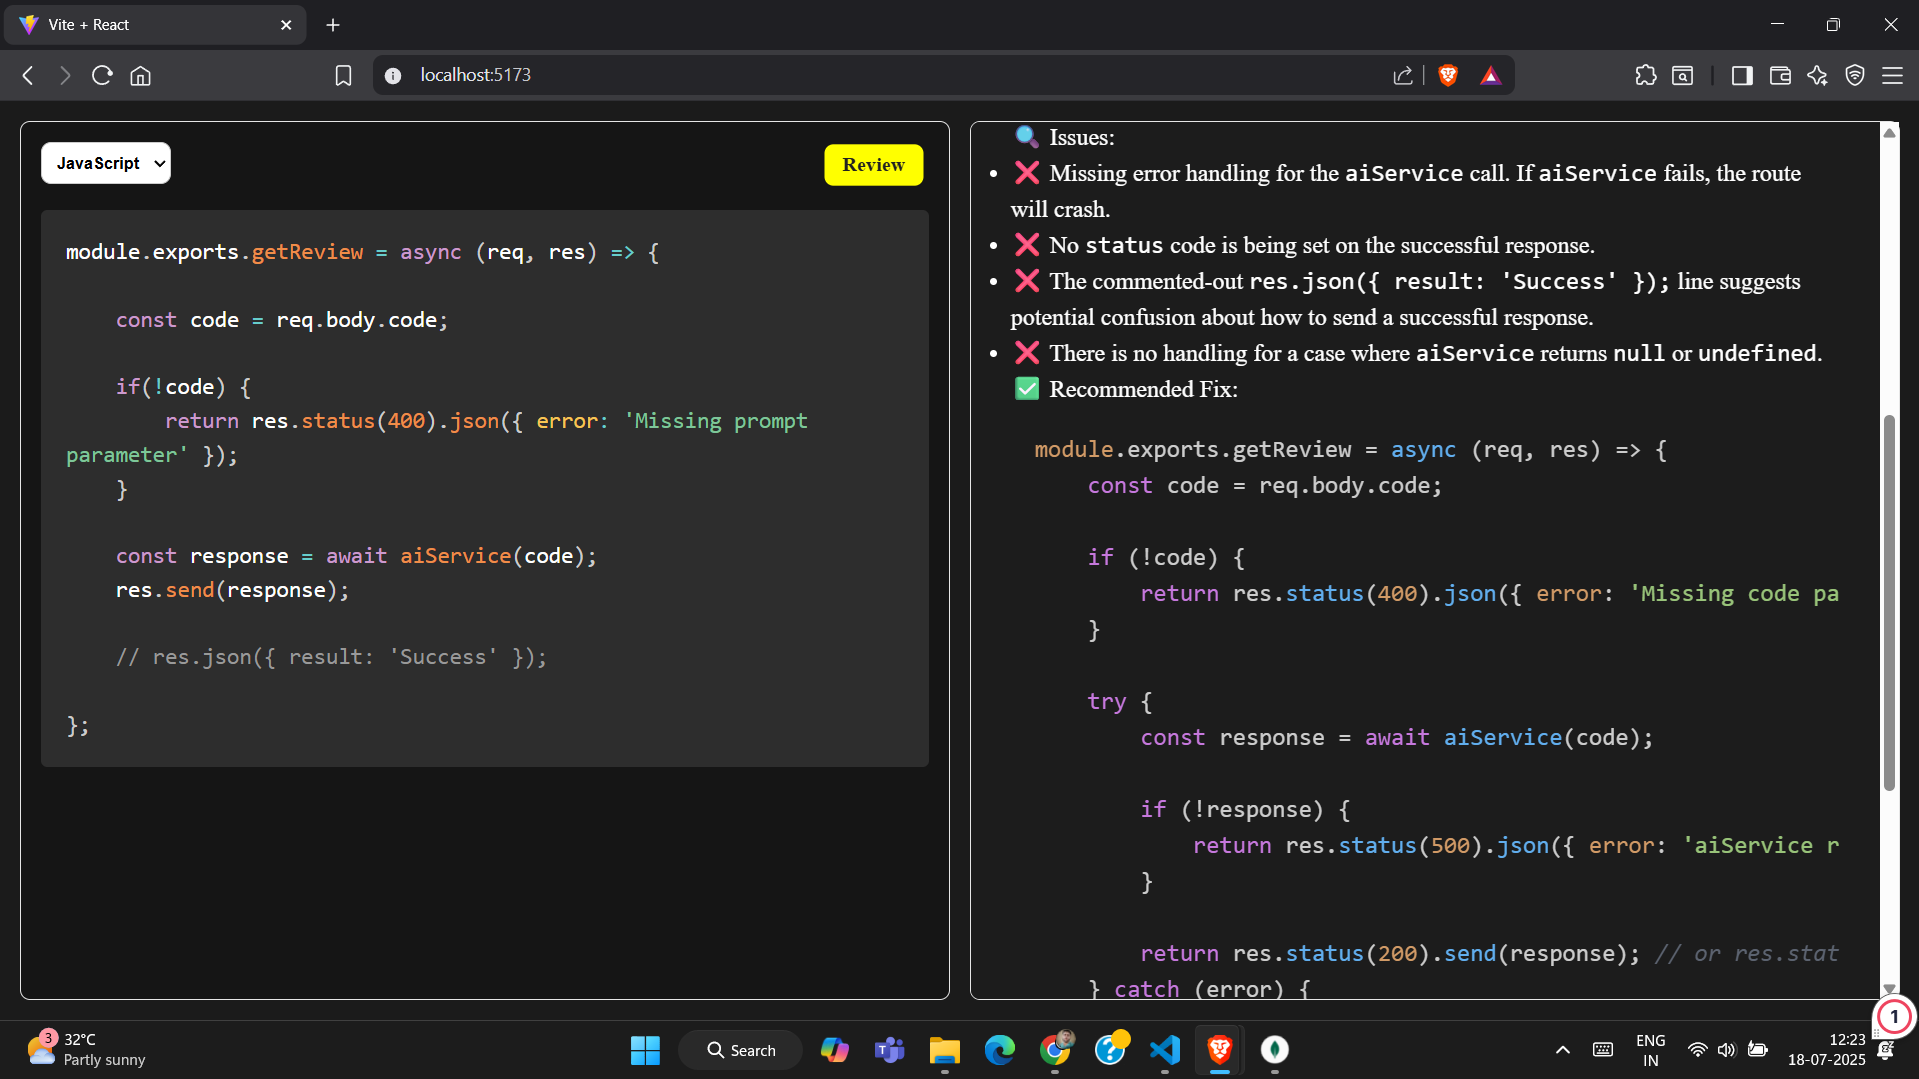 Vite + React
localhost:5173
JavaScript
Review
module.exports.getReview = async (req, res) => {
const code = req.body.code;
if(!code) {
return res.status(400).json({ error: 'Missing prompt
parameter' });
}
const response = await aiService(code);
res.send(response);
// res.json({ result: 'Success' });
};
Issues:
• ❌ Missing error handling for the aiService call. If aiService fails, the route
will crash.
• ❌ No status code is being set on the successful response.
• ❌ The commented-out res.json({ result: 'Success' }); line suggests
potential confusion about how to send a successful response.
• ❌ There is no handling for a case where aiService returns null or undefined.
✅ Recommended Fix:
module.exports.getReview = async (req, res) => {
const code = req.body.code;
if (!code) {
return res.status(400).json({ error: 'Missing code pa
}
try {
const response = await aiService(code);
if (!response) {
return res.status(500).json({ error: 'aiService r
}
return res.status(200).send(response); // or res.stat
} catch (error) {
1
3
32°C
Partly sunny
Search
ENG
IN
12:23
18-07-2025